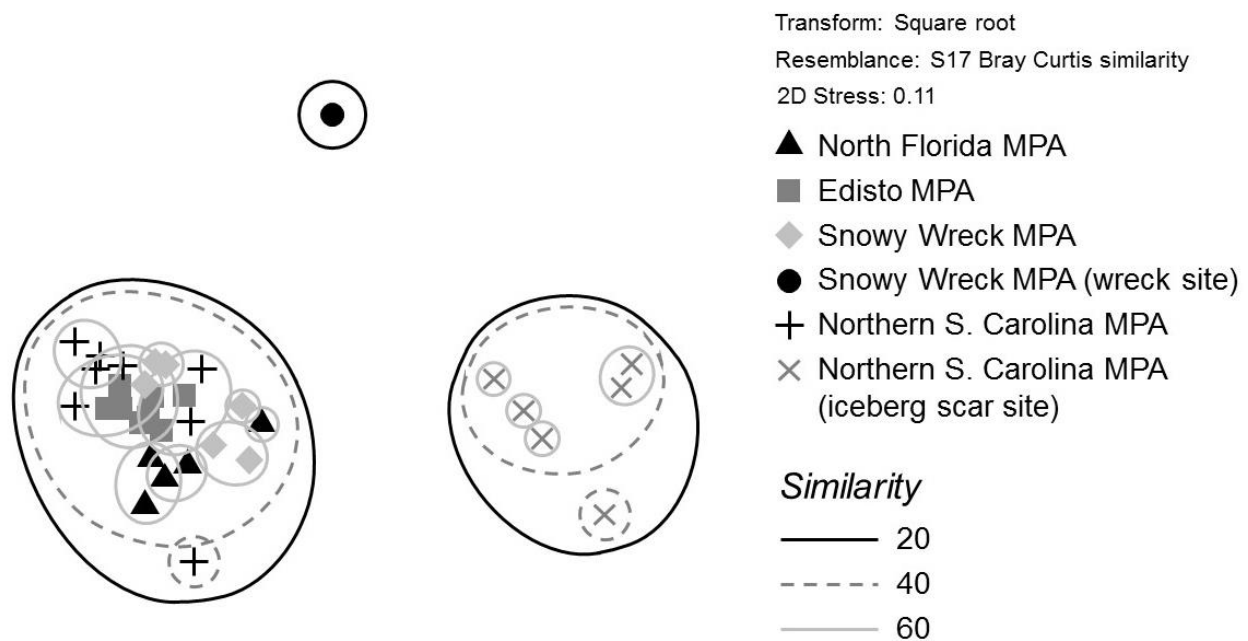 Transform: Square root
Resemblance: S17 Bray Curtis similarity
2D Stress: 0.11
North Florida MPA
Edisto MPA
Snowy Wreck MPA
Snowy Wreck MPA (wreck site)
Northern S. Carolina MPA
Northern S. Carolina MPA
(iceberg scar site)
Similarity
20
40
60